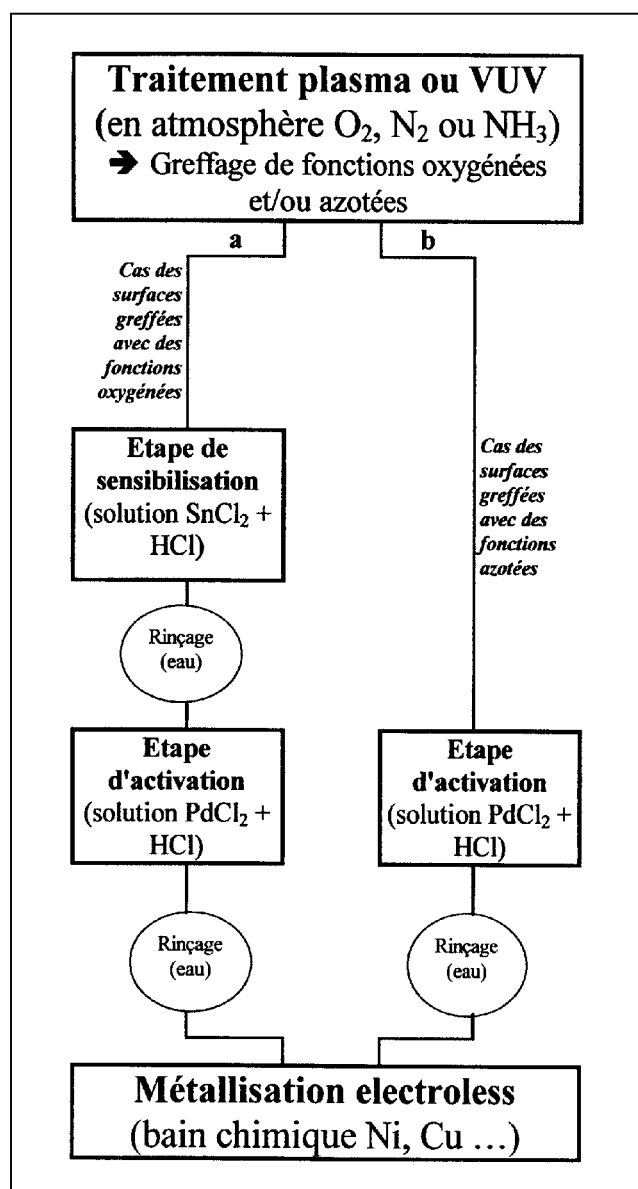 Traitement plasma ou VUV
(en atmosphère O₂, N₂ ou NH₃)
➔ Greffage de fonctions oxygénées
et/ou azotées
a
b
Cas des
surfaces
greffées
avec des
fonctions
oxygénées
Etape de
sensibilisation
(solution SnCl₂ +
HCl)
Rinçage
(eau)
Etape
d'activation
(solution PdCl₂ +
HCl)
Rinçage
(eau)
Cas des
surfaces
greffées
avec des
fonctions
azotées
Etape
d'activation
(solution PdCl₂ +
HCl)
Rinçage
(eau)
Métallisation electroless
(bain chimique Ni, Cu ...)